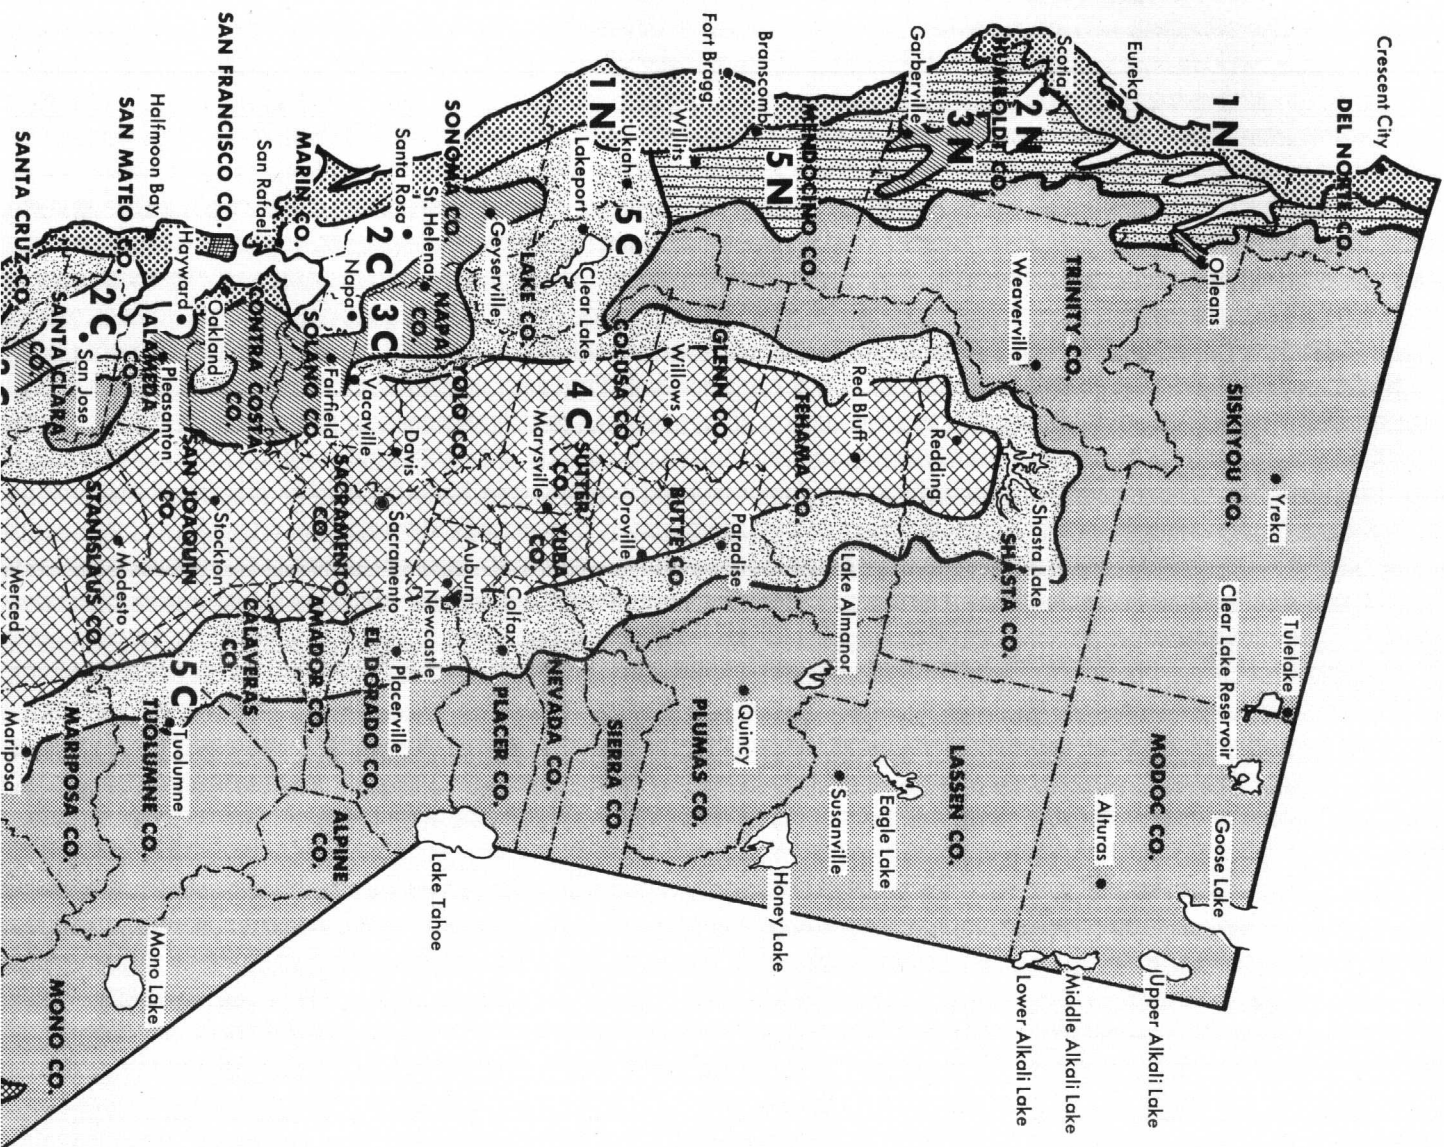 Crescent City
DEL NORTE CO.
1 N
Eureka
Scotia
2 N
HUMBOLDT CO.
3 N
Garberville
Branscomb
Fort Bragg
MENDOCINO CO.
5 N
Willits
1 N
Ukiah
Lakeport
5 C
Orleans
SISKIYOU CO.
Yreka
TRINITY CO.
Weaverville
Tulelake
Clear Lake Reservoir
MODOC CO.
Goose Lake
Alturas
Upper Alkali Lake
Middle Alkali Lake
Lower Alkali Lake
Shasta Lake
SHASTA CO.
Redding
LASSEN CO.
Eagle Lake
Susanville
Honey Lake
Lake Almanor
Red Bluff
TEHAMA CO.
GLENN CO.
Willows
BUTTE CO.
Paradise
Oroville
PLUMAS CO.
Quincy
SIERRA CO.
COLUSA CO.
Clear Lake
LAKE CO.
Geyserville
4 C
SUTTER
CO.
Marysville
YUBA
CO.
NEVADA CO.
PLACER CO.
Colfax
Auburn
Newcastle
Lake Tahoe
SONOMA CO.
St. Helena
Santa Rosa
2 C
NAPA
CO.
3 C
Napa
YOLO CO.
Davis
Vacaville
Fairfield
SOLANO CO.
SACRAMENTO
CO.
Sacramento
EL DORADO CO.
Placerville
AMADOR CO.
ALPINE
CO.
MARIN CO.
San Rafael
SAN FRANCISCO CO.
CONTRA COSTA
CO.
Oakland
Hayward
Halfmoon Bay
SAN MATEO
CO.
ALAMEDA
CO.
Pleasanton
SAN JOAQUIN
CO.
Stockton
CALAVERAS
CO.
5 C
Tuolumne
TUOLUMNE CO.
Mono Lake
MONO CO.
2 C
San Jose
SANTA CLARA
CO.
SANTA CRUZ CO.
STANISLAUS CO.
Modesto
Merced
MARIPOSA CO.
Mariposa